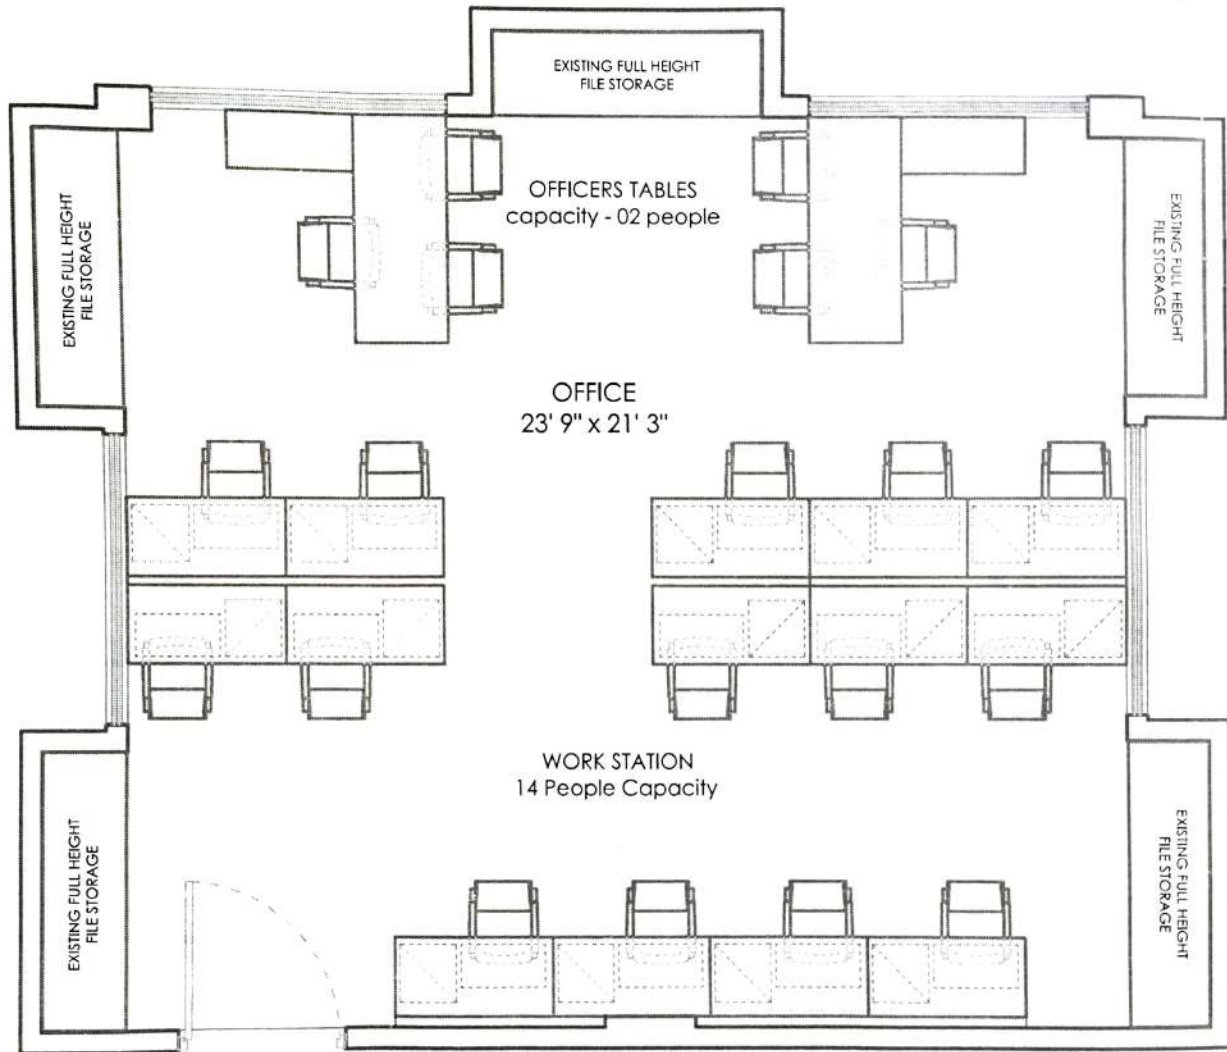 EXISTING FULL HEIGHT
FILE STORAGE
EXISTING FULL HEIGHT
FILE STORAGE
OFFICERS TABLES
capacity - 02 people
EXISTING FULL HEIGHT
FILE STORAGE
OFFICE
23' 9" x 21' 3"
WORK STATION
14 People Capacity
EXISTING FULL HEIGHT
FILE STORAGE
EXISTING FULL HEIGHT
FILE STORAGE